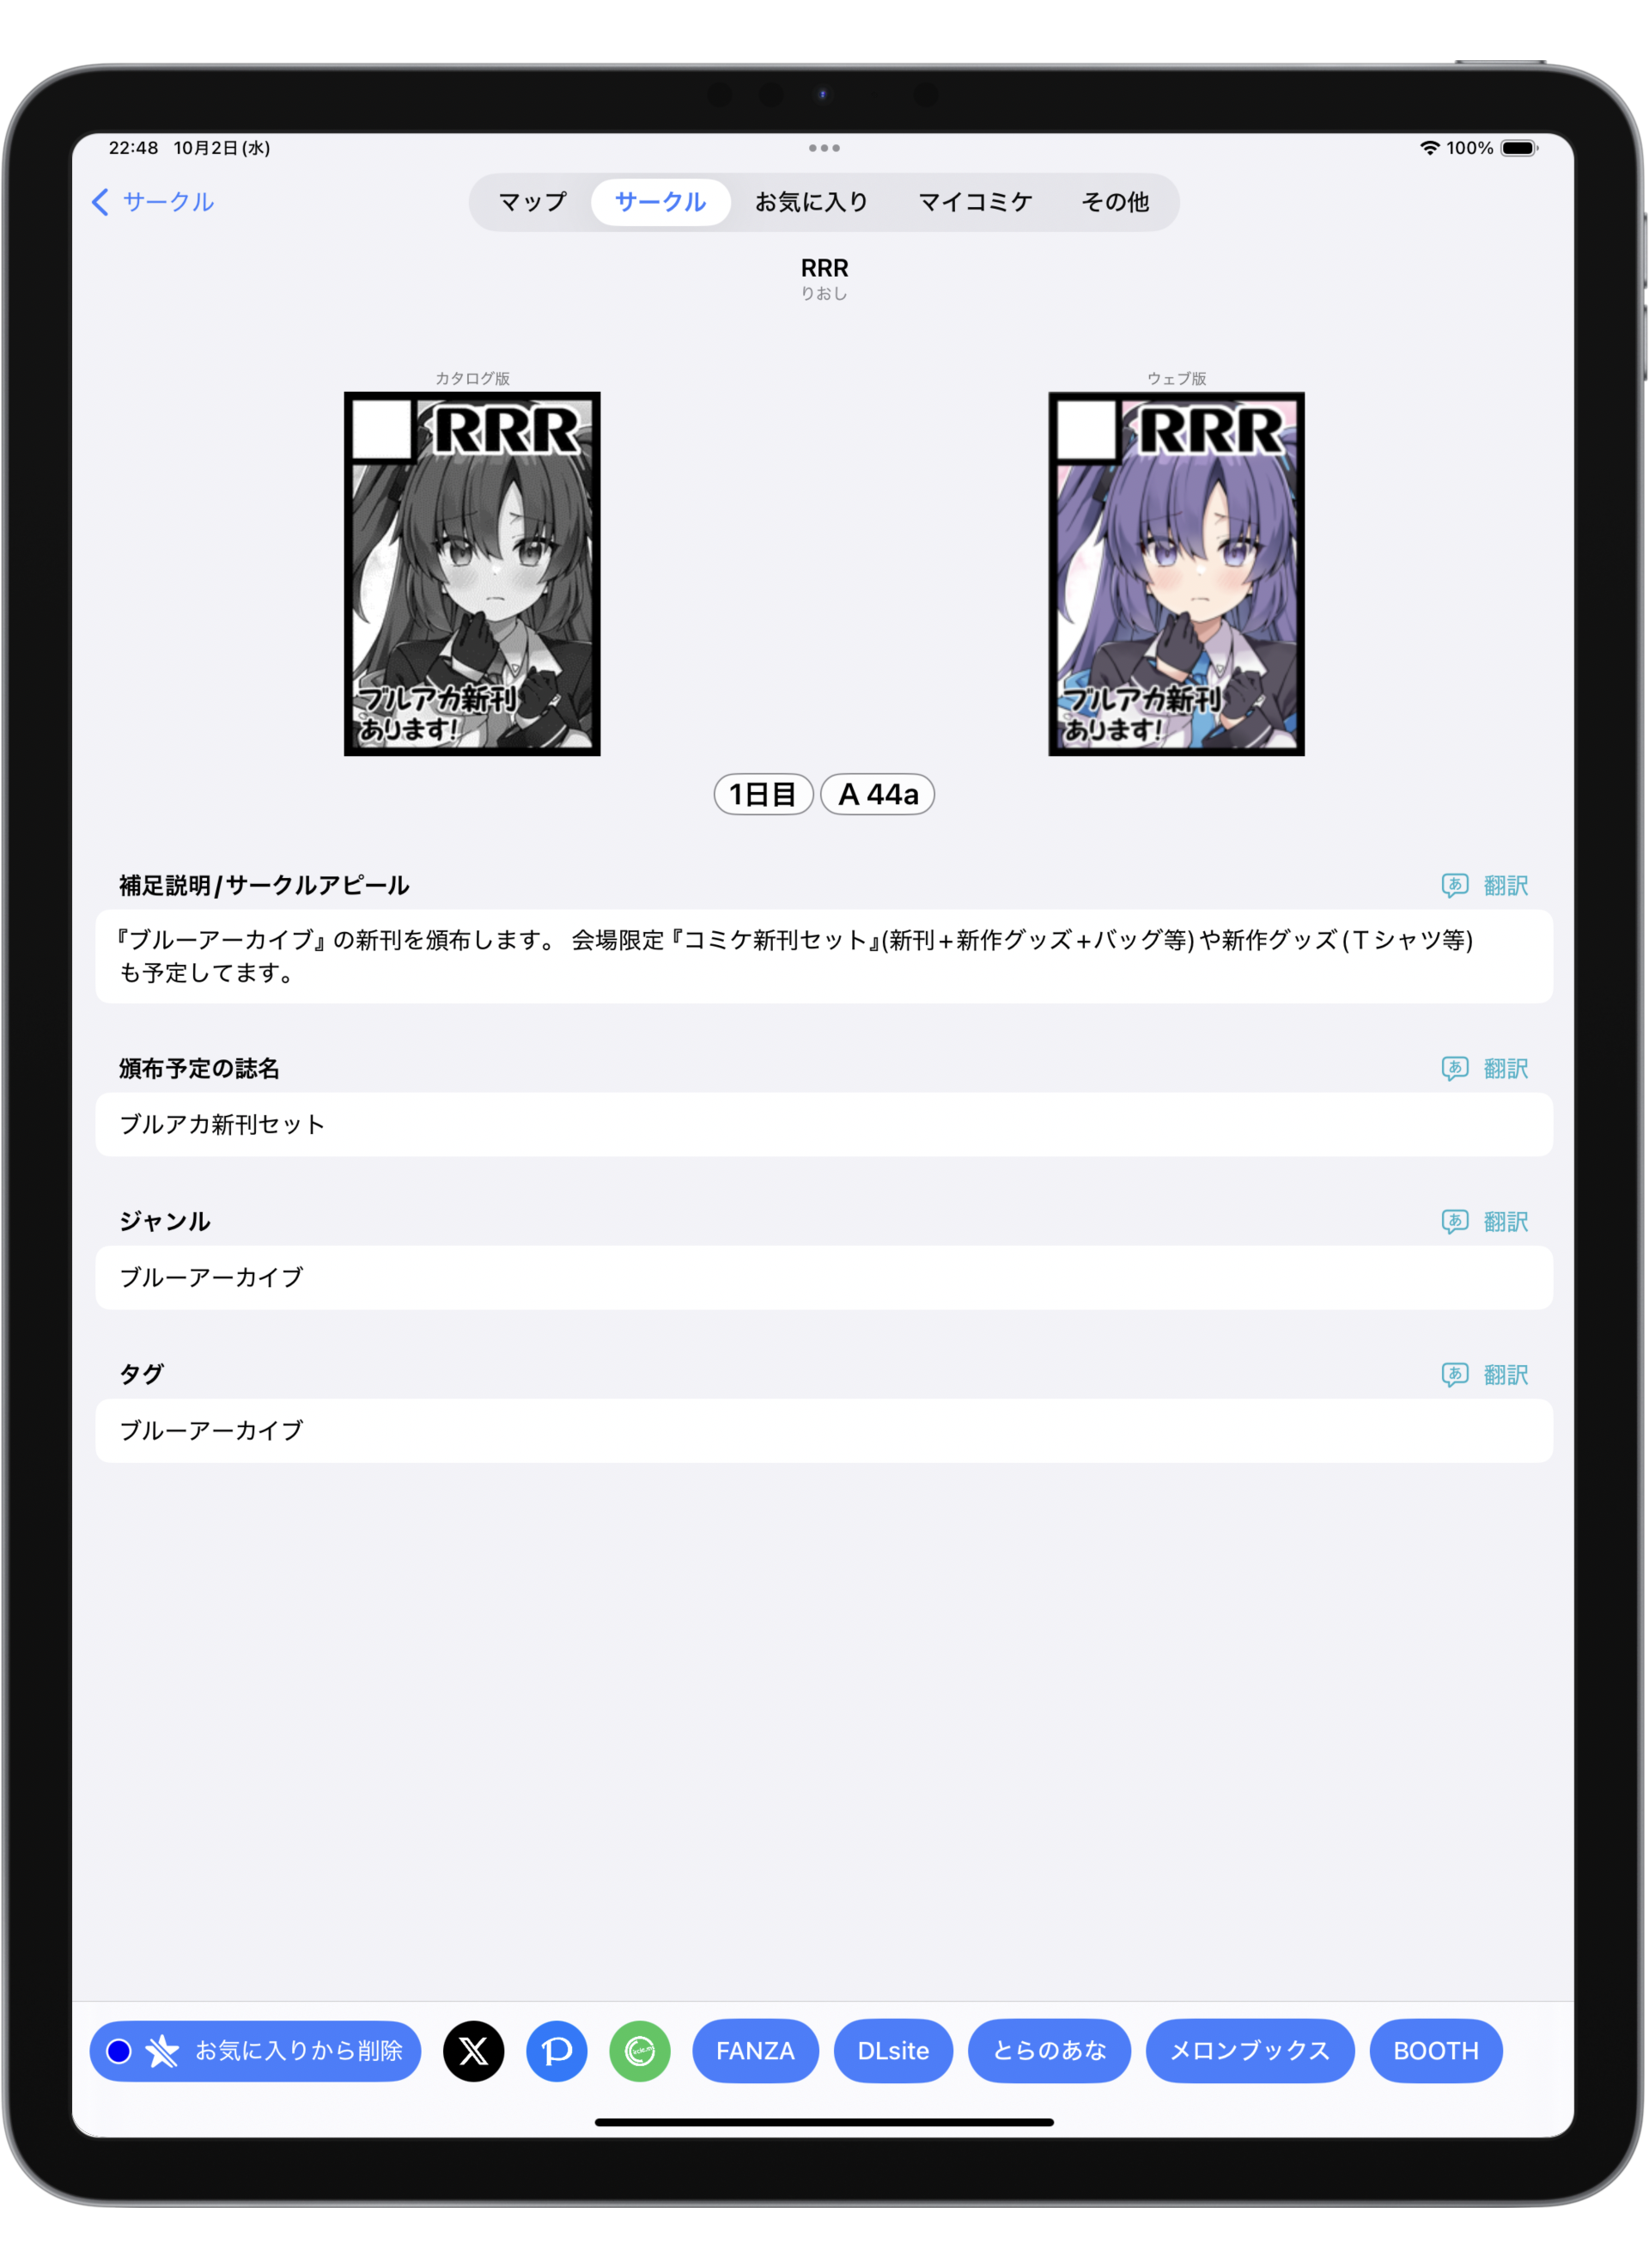 22:48 10月2日(水)
100%
サークル
マップ サークル お気に入り マイコミケ その他
RRR
りおし
カタログ版
ウェブ版
RRR
ブルアカ新刊
あります!
RRR
ブルアカ新刊
あります!
1日目 A 44a
補足説明/サークルアピール
翻訳
『ブルーアーカイブ』の新刊を頒布します。 会場限定『コミケ新刊セット』(新刊+新作グッズ+バッグ等)や新作グッズ(Tシャツ等)
も予定してます。
頒布予定の誌名
翻訳
ブルアカ新刊セット
ジャンル
翻訳
ブルーアーカイブ
タグ
翻訳
ブルーアーカイブ
お気に入りから削除 FANZA DLsite とらのあな メロンブックス BOOTH